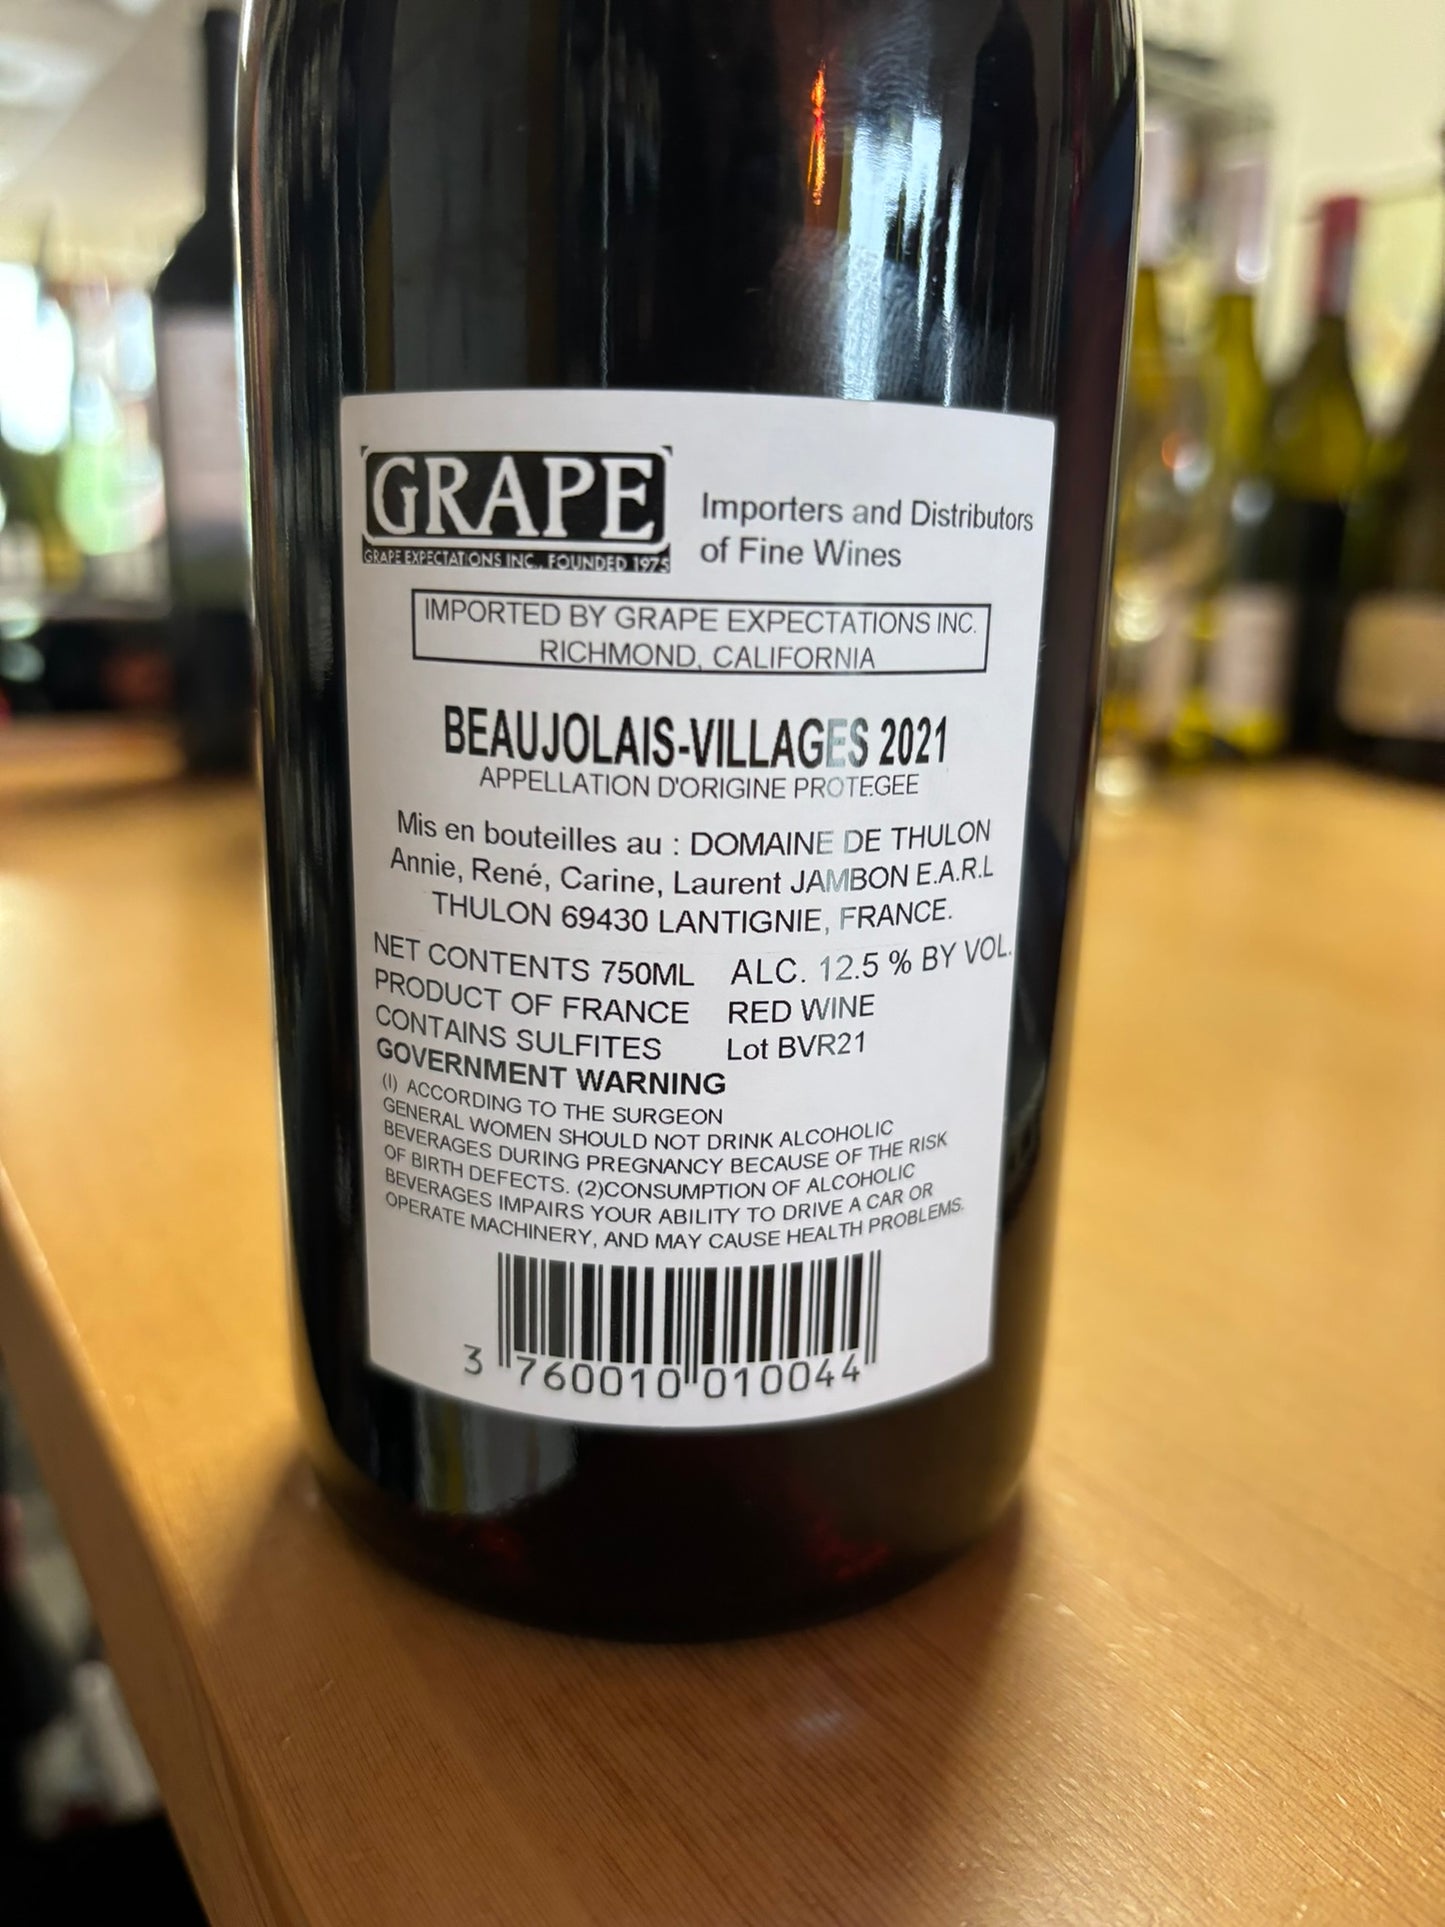 GRAPE
GRAPE EXPECTATIONS INC., FOUNDED 1975
Importers and Distributors
of Fine Wines
IMPORTED BY GRAPE EXPECTATIONS INC.
RICHMOND, CALIFORNIA
BEAUJOLAIS-VILLAGES 2021
APPELLATION D'ORIGINE PROTEGEE
Mis en bouteilles au : DOMAINE DE THULON
Annie, René, Carine, Laurent JAMBON E.A.R.L
THULON 69430 LANTIGNIE, FRANCE.
NET CONTENTS 750ML ALC. 12.5 % BY VOL.
PRODUCT OF FRANCE RED WINE
CONTAINS SULFITES Lot BVR21
GOVERNMENT WARNING
(I) ACCORDING TO THE SURGEON
GENERAL WOMEN SHOULD NOT DRINK ALCOHOLIC
BEVERAGES DURING PREGNANCY BECAUSE OF THE RISK
OF BIRTH DEFECTS. (2)CONSUMPTION OF ALCOHOLIC
BEVERAGES IMPAIRS YOUR ABILITY TO DRIVE A CAR OR
OPERATE MACHINERY, AND MAY CAUSE HEALTH PROBLEMS.
3 760010 010044